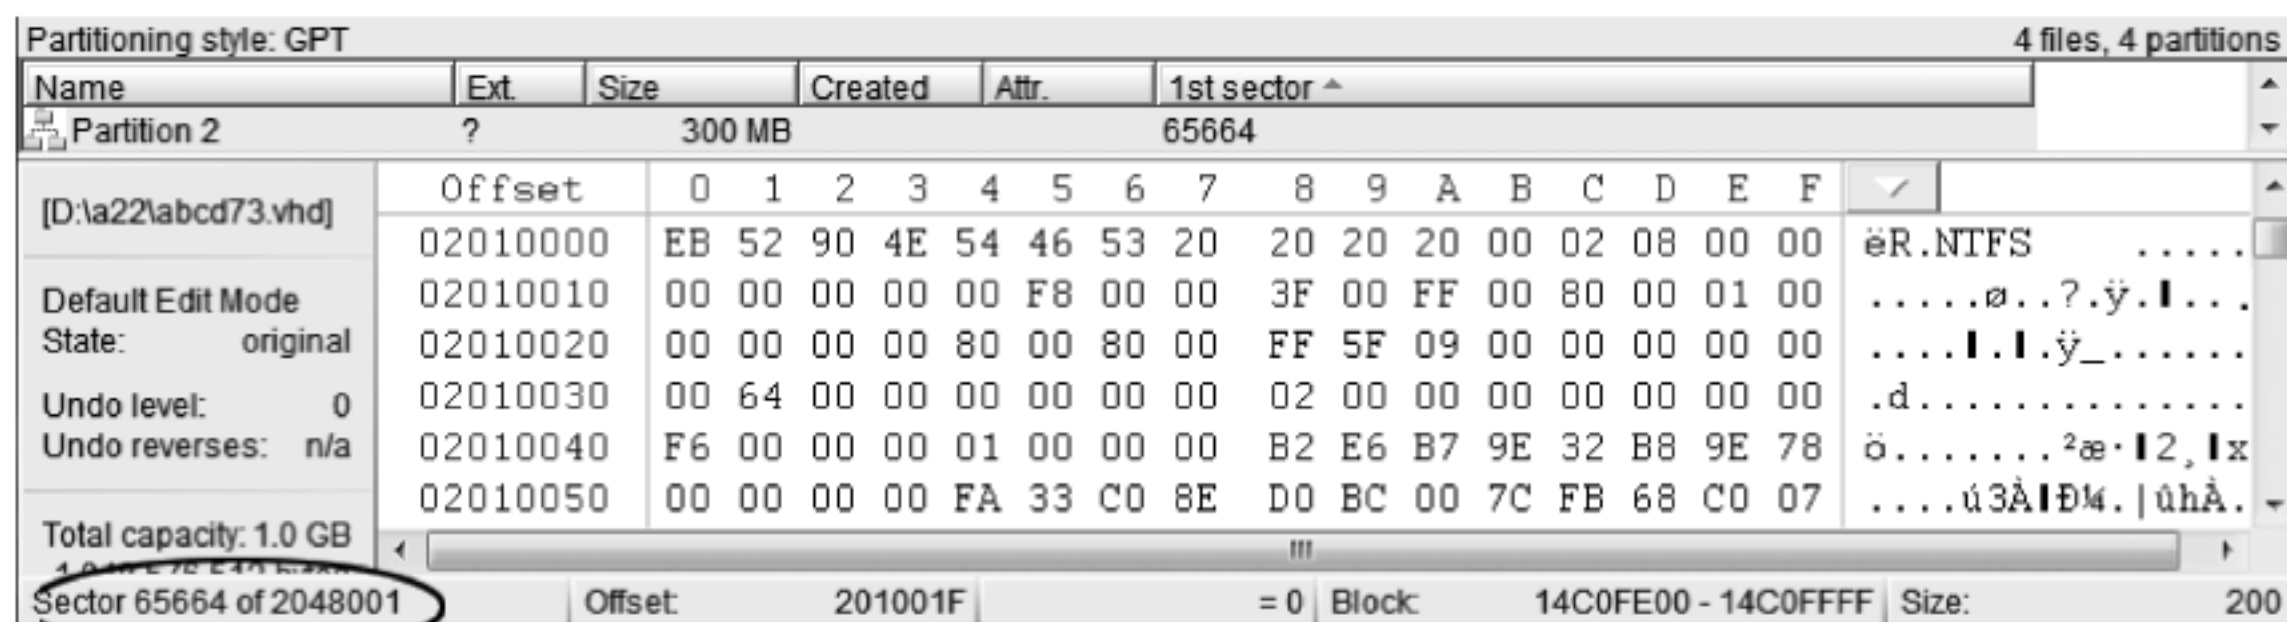 Partitioning style: GPT 4 files, 4 partitions
Name Ext. Size Created Attr. 1st sector
Partition 2 ? 300 MB 65664
[D:\a22\abcd73.vhd]
Default Edit Mode
State: original
Undo level: 0
Undo reverses: n/a
Total capacity: 1.0 GB
Offset 0 1 2 3 4 5 6 7 8 9 A B C D E F
02010000 EB 52 90 4E 54 46 53 20 20 20 20 00 02 08 00 00 ëR.NTFS .....
02010010 00 00 00 00 00 F8 00 00 3F 00 FF 00 80 00 01 00 .....ø..?.ÿ.▌...
02010020 00 00 00 00 80 00 80 00 FF 5F 09 00 00 00 00 00 ....▌.▌.ÿ_......
02010030 00 64 00 00 00 00 00 00 02 00 00 00 00 00 00 00 .d..............
02010040 F6 00 00 00 01 00 00 00 B2 E6 B7 9E 32 B8 9E 78 ö.......²æ·▌2¸▌x
02010050 00 00 00 00 FA 33 C0 8E D0 BC 00 7C FB 68 C0 07 ....ú3À▌Ð¼.|ûhÀ.
Sector 65664 of 2048001 Offset: 201001F = 0 Block: 14C0FE00 - 14C0FFFF Size: 200